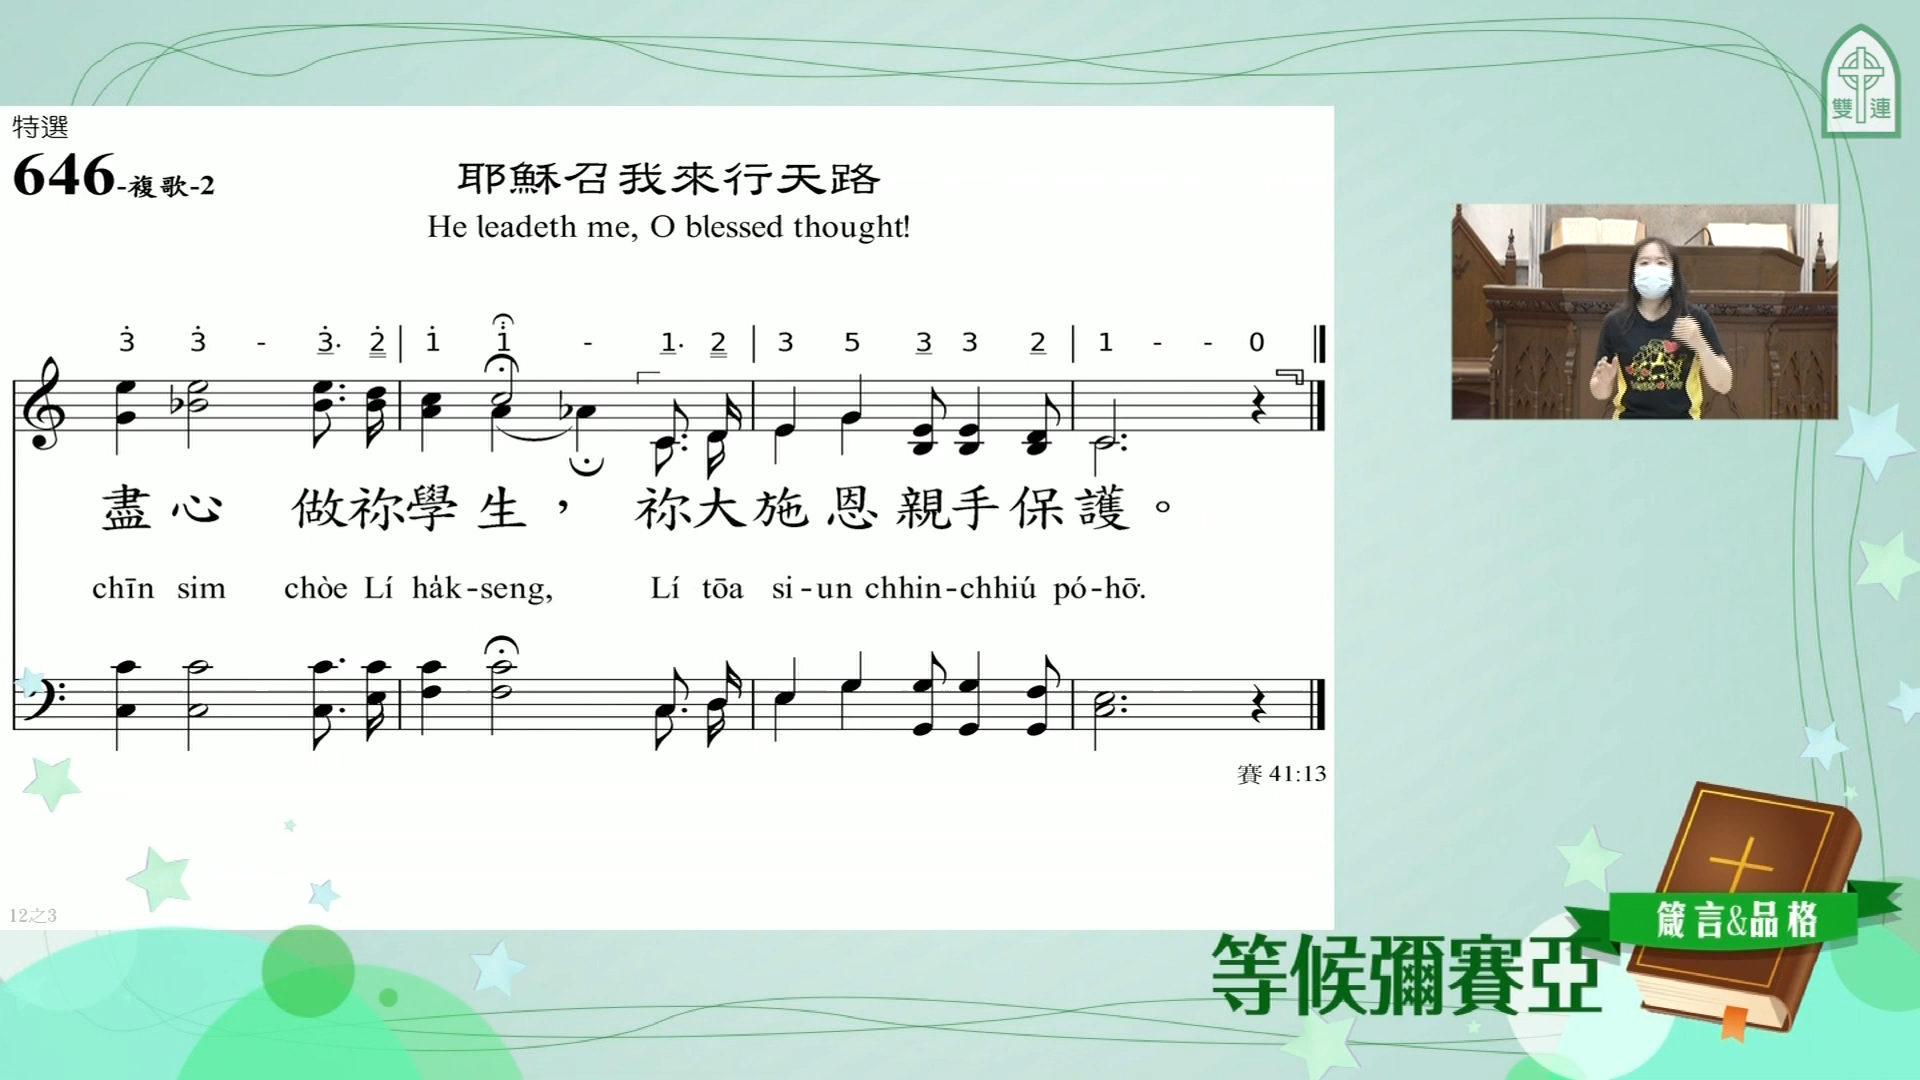 雙連
特選
646-複歌-2
耶穌召我來行天路
He leadeth me, O blessed thought!
3̇ 3̇ - 3̇· 2̇ | 1̇ 1̇ - 1· 2 | 3 5 3 3 2 | 1 - - 0
盡心 做祢學生，祢大施恩親手保護。
chīn sim chòe Lí ha̍k-seng, Lí tōa si-un chhin-chhiú pó-hō͘.
賽 41:13
12之3
箴言&品格
等候彌賽亞